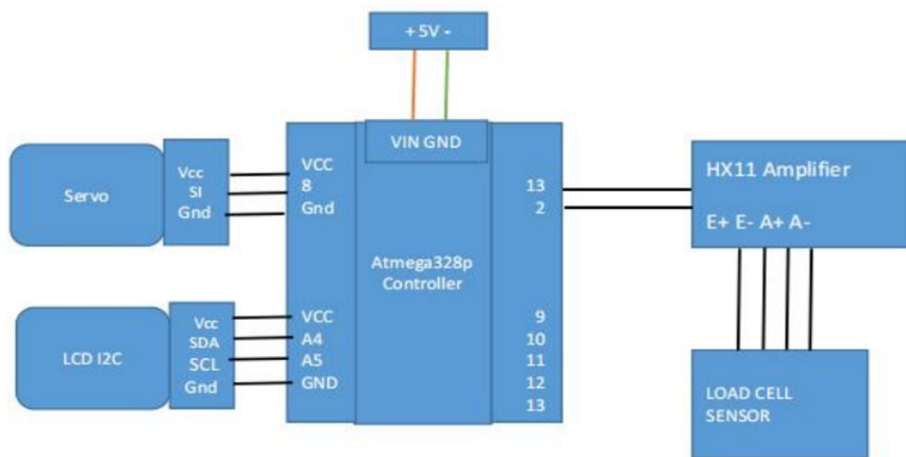 + 5V -
VIN GND
Servo
Vcc
SI
Gnd
VCC
8
Gnd
Atmega328p
Controller
13
2
HX11 Amplifier
E+ E- A+ A-
LCD I2C
Vcc
SDA
SCL
Gnd
VCC
A4
A5
GND
9
10
11
12
13
LOAD CELL
SENSOR